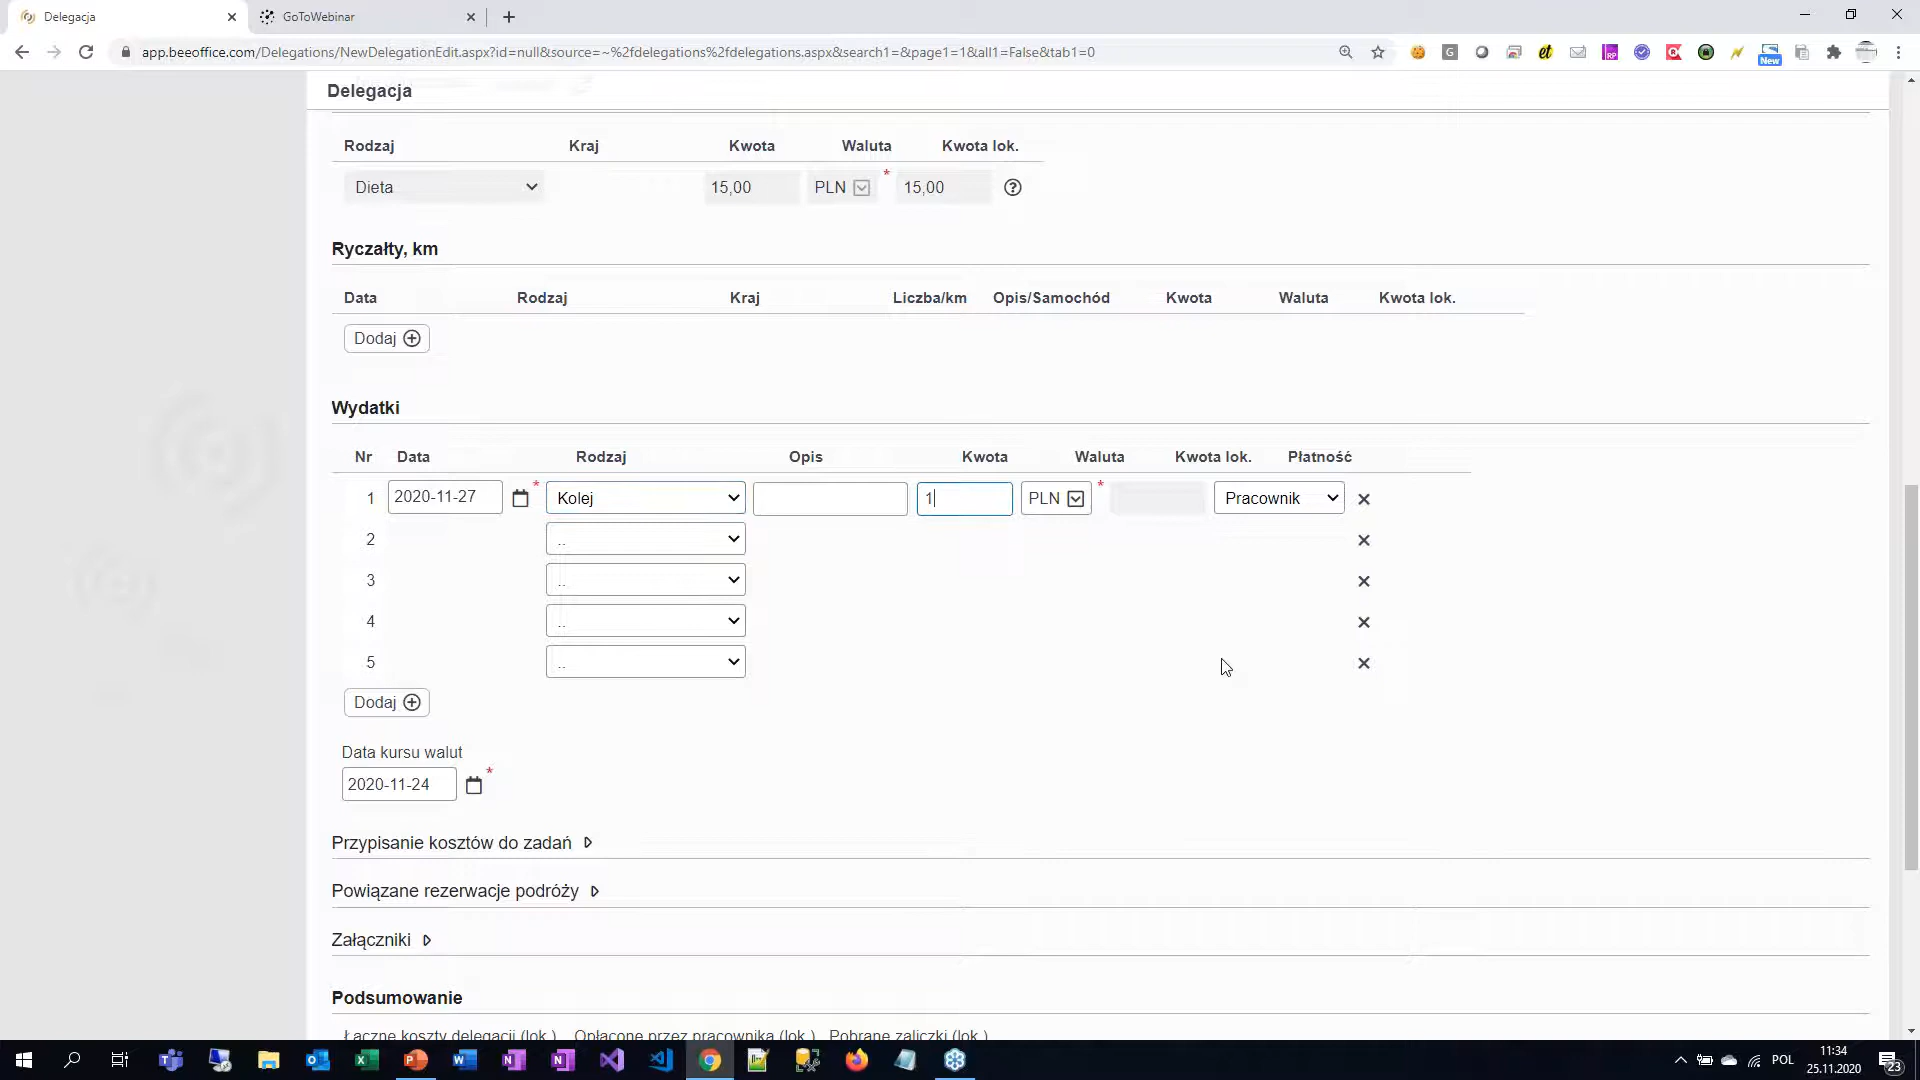 Delegacja
GoToWebinar
app.beeoffice.com/Delegations/NewDelegationEdit.aspx?id=null&source=~%2fdelegations%2fdelegations.aspx&search1=&page1=1&all1=False&tab1=0
New
Delegacja
Rodzaj Kraj Kwota Waluta Kwota lok.
Dieta 15,00 PLN * 15,00
Ryczałty, km
Data Rodzaj Kraj Liczba/km Opis/Samochód Kwota Waluta Kwota lok.
Dodaj
Wydatki
Nr Data Rodzaj Opis Kwota Waluta Kwota lok. Płatność
1 2020-11-27 * Kolej 1 PLN * Pracownik
2 ..
3 ..
4 ..
5 ..
Dodaj
Data kursu walut
2020-11-24 *
Przypisanie kosztów do zadań
Powiązane rezerwacje podróży
Załączniki
Podsumowanie
Łączne koszty delegacji (lok.) Opłacone przez pracownika (lok.) Pobrane zaliczki (lok.)
POL
11:34
25.11.2020
23